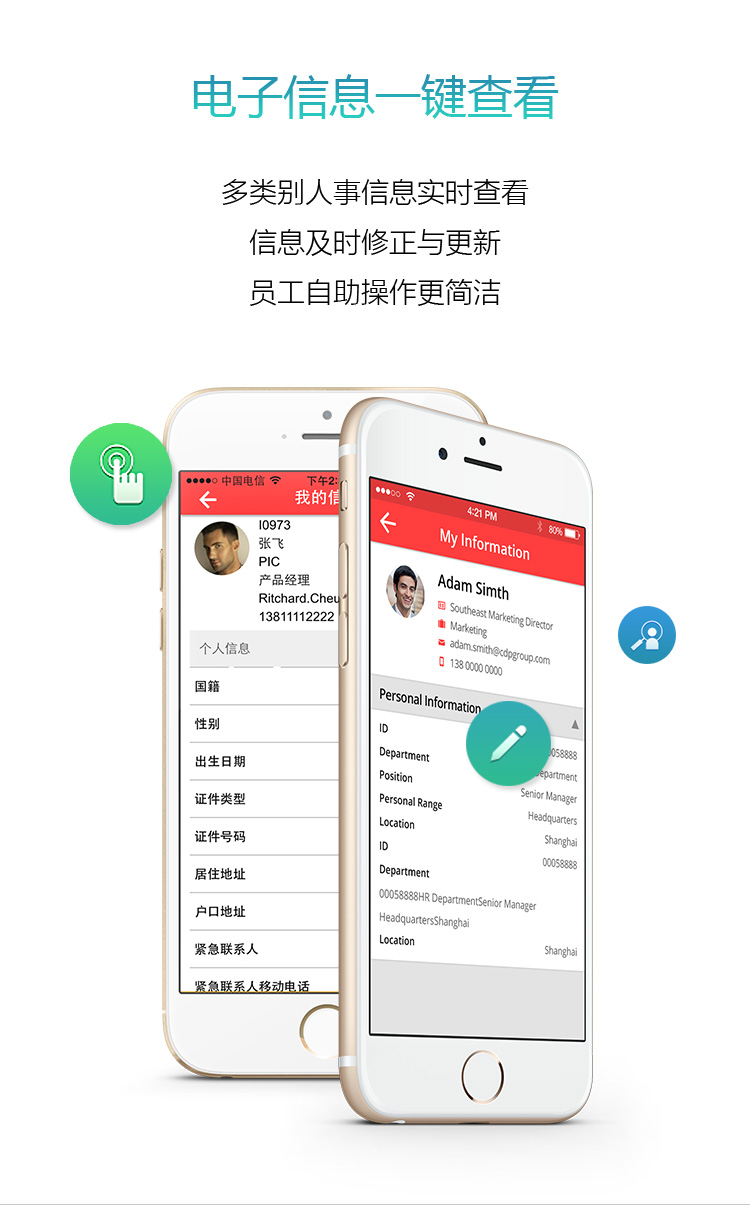 电子信息一键查看
多类别人事信息实时查看
信息及时修正与更新
员工自助操作更简洁
中国电信 下午2:
我的信
I0973
张飞
PIC
产品经理
Ritchard.Cheu
13811112222
个人信息
国籍
性别
出生日期
证件类型
证件号码
居住地址
户口地址
紧急联系人
紧急联系人移动电话
4:21 PM 80%
My Information
Adam Simth
Southeast Marketing Director
Marketing
adam.smith@cdpgroup.com
138 0000 0000
Personal Information
ID 0058888
Department epartment
Position Senior Manager
Personal Range Headquarters
Location Shanghai
ID 00058888
Department
00058888HR DepartmentSenior Manager
HeadquartersShanghai
Location Shanghai